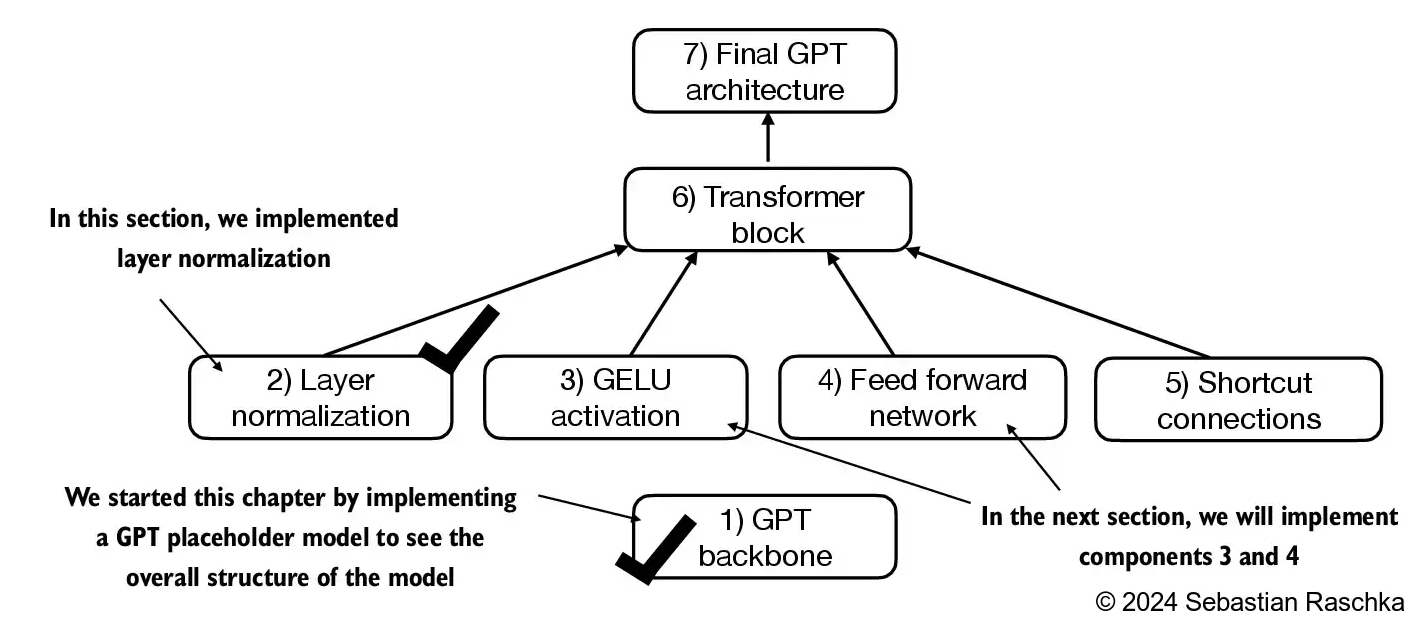 7) Final GPT
architecture
6) Transformer
block
In this section, we implemented
layer normalization
2) Layer
normalization
3) GELU
activation
4) Feed forward
network
5) Shortcut
connections
We started this chapter by implementing
a GPT placeholder model to see the
overall structure of the model
1) GPT
backbone
In the next section, we will implement
components 3 and 4
© 2024 Sebastian Raschka